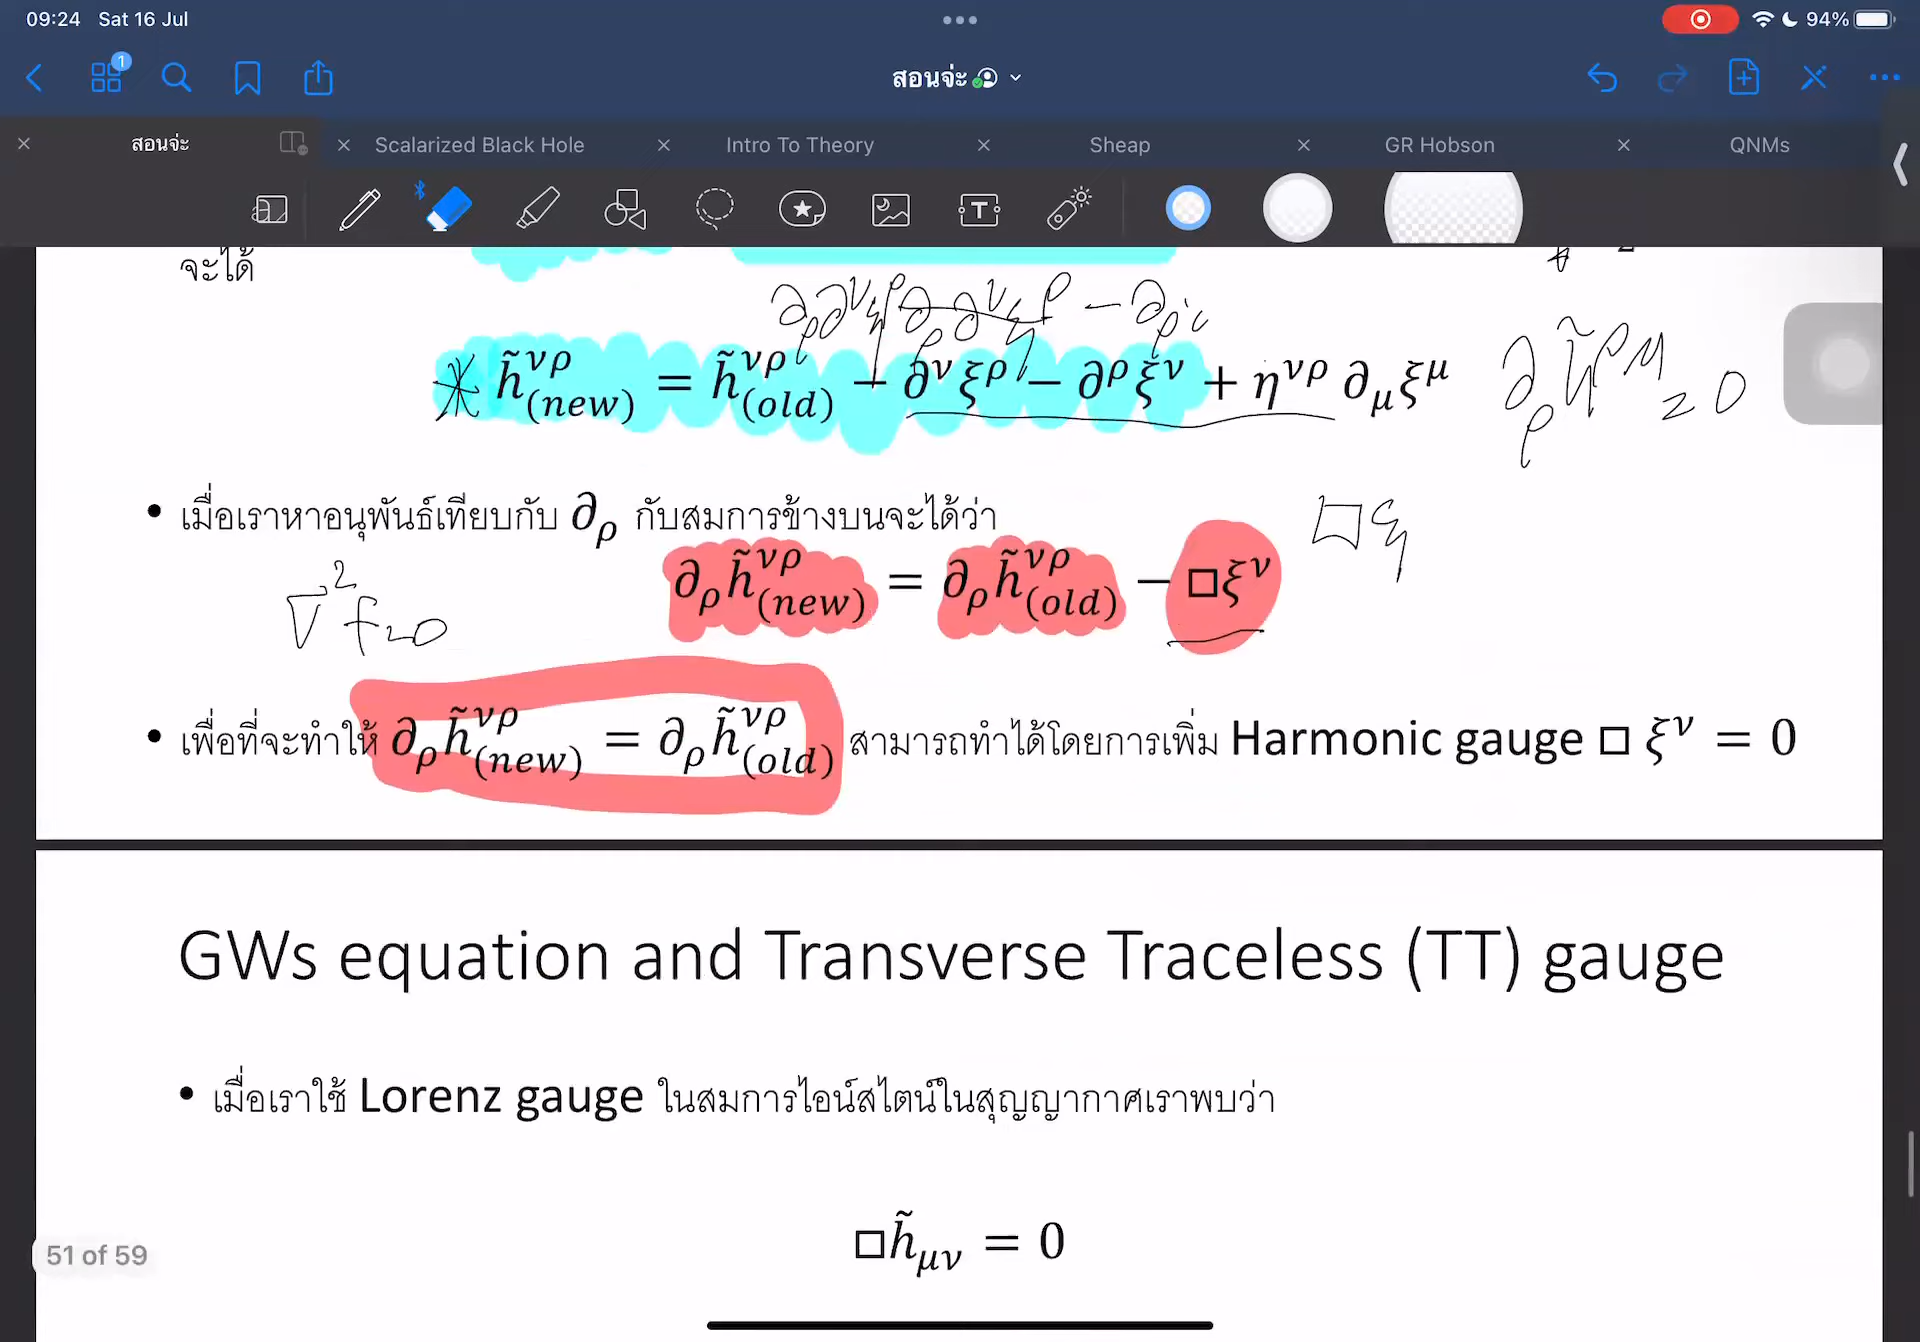 09:24 Sat 16 Jul
94%
1
สอนจ๋ะ
สอนจ๋ะ
Scalarized Black Hole
Intro To Theory
Sheap
GR Hobson
QNMs
จะได้
h̃^{νρ}_{(new)} = h̃^{νρ}_{(old)} − ∂^ν ξ^ρ − ∂^ρ ξ^ν + η^{νρ} ∂_μ ξ^μ
∂_ρ h̃^{ρμ} = 0
• เมื่อเราหาอนุพันธ์เทียบกับ ∂_ρ กับสมการข้างบนจะได้ว่า
□ξ
∂_ρ h̃^{νρ}_{(new)} = ∂_ρ h̃^{νρ}_{(old)} − □ξ^ν
∇² f = 0
• เพื่อที่จะทำให้ ∂_ρ h̃^{νρ}_{(new)} = ∂_ρ h̃^{νρ}_{(old)} สามารถทำได้โดยการเพิ่ม Harmonic gauge □ ξ^ν = 0
GWs equation and Transverse Traceless (TT) gauge
• เมื่อเราใช้ Lorenz gauge ในสมการไอน์สไตน์ในสุญญากาศเราพบว่า
□h̃_{μν} = 0
51 of 59